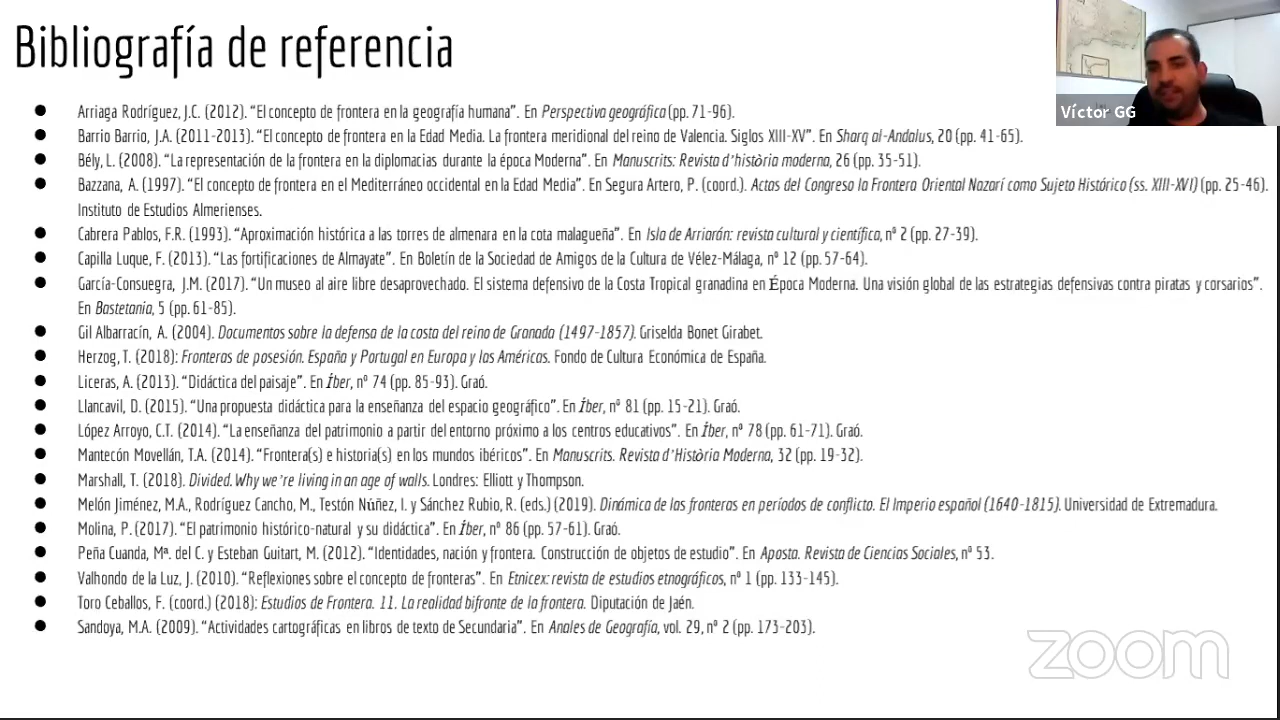 Bibliografía de referencia
Víctor GG
● Arriaga Rodríguez, J.C. (2012). “El concepto de frontera en la geografía humana”. En Perspectiva geográfica (pp. 71-96).
● Barrio Barrio, J.A. (2011-2013). “El concepto de frontera en la Edad Media. La frontera meridional del reino de Valencia. Siglos XIII-XV”. En Sharq al-Andalus, 20 (pp. 41-65).
● Bély, L. (2008). “La representación de la frontera en la diplomacias durante la época Moderna”. En Manuscrits: Revista d’història moderna, 26 (pp. 35-51).
● Bazzana, A. (1997). “El concepto de frontera en el Mediterráneo occidental en la Edad Media”. En Segura Artero, P. (coord.). Actas del Congreso la Frontera Oriental Nazarí como Sujeto Histórico (ss. XIII-XVI) (pp. 25-46).
Instituto de Estudios Almerienses.
● Cabrera Pablos, F.R. (1993). “Aproximación histórica a las torres de almenara en la cota malagueña”. En Isla de Arriarán: revista cultural y científica, nº 2 (pp. 27-39).
● Capilla Luque, F. (2013). “Las fortificaciones de Almayate”. En Boletín de la Sociedad de Amigos de la Cultura de Vélez-Málaga, nº 12 (pp. 57-64).
● García-Consuegra, J.M. (2017). “Un museo al aire libre desaprovechado. El sistema defensivo de la Costa Tropical granadina en Época Moderna. Una visión global de las estrategias defensivas contra piratas y corsarios”.
En Bastetania, 5 (pp. 61-85).
● Gil Albarracín, A. (2004). Documentos sobre la defensa de la costa del reino de Granada (1497-1857). Griselda Bonet Girabet.
● Herzog, T. (2018): Fronteras de posesión. España y Portugal en Europa y las Américas. Fondo de Cultura Económica de España.
● Liceras, A. (2013). “Didáctica del paisaje”. En Íber, nº 74 (pp. 85-93). Graó.
● Llancavil, D. (2015). “Una propuesta didáctica para la enseñanza del espacio geográfico”. En Íber, nº 81 (pp. 15-21). Graó.
● López Arroyo, C.T. (2014). “La enseñanza del patrimonio a partir del entorno próximo a los centros educativos”. En Íber, nº 78 (pp. 61-71). Graó.
● Mantecón Movellán, T.A. (2014). “Frontera(s) e historia(s) en los mundos ibéricos”. En Manuscrits. Revista d’Història Moderna, 32 (pp. 19-32).
● Marshall, T. (2018). Divided. Why we’re living in an age of walls. Londres: Elliott y Thompson.
● Melón Jiménez, M.A., Rodríguez Cancho, M., Testón Núñez, I. y Sánchez Rubio, R. (eds.) (2019). Dinámica de las fronteras en períodos de conflicto. El Imperio español (1640-1815). Universidad de Extremadura.
● Molina, P. (2017). “El patrimonio histórico-natural y su didáctica”. En Íber, nº 86 (pp. 57-61). Graó.
● Peña Cuanda, Mª. del C. y Esteban Guitart, M. (2012). “Identidades, nación y frontera. Construcción de objetos de estudio”. En Aposta. Revista de Ciencias Sociales, nº 53.
● Valhondo de la Luz, J. (2010). “Reflexiones sobre el concepto de fronteras”. En Etnicex: revista de estudios etnográficos, nº 1 (pp. 133-145).
● Toro Ceballos, F. (coord.) (2018): Estudios de Frontera. 11. La realidad bifronte de la frontera. Diputación de Jaén.
● Sandoya, M.A. (2009). “Actividades cartográficas en libros de texto de Secundaria”. En Anales de Geografía, vol. 29, nº 2 (pp. 173-203).
zoom